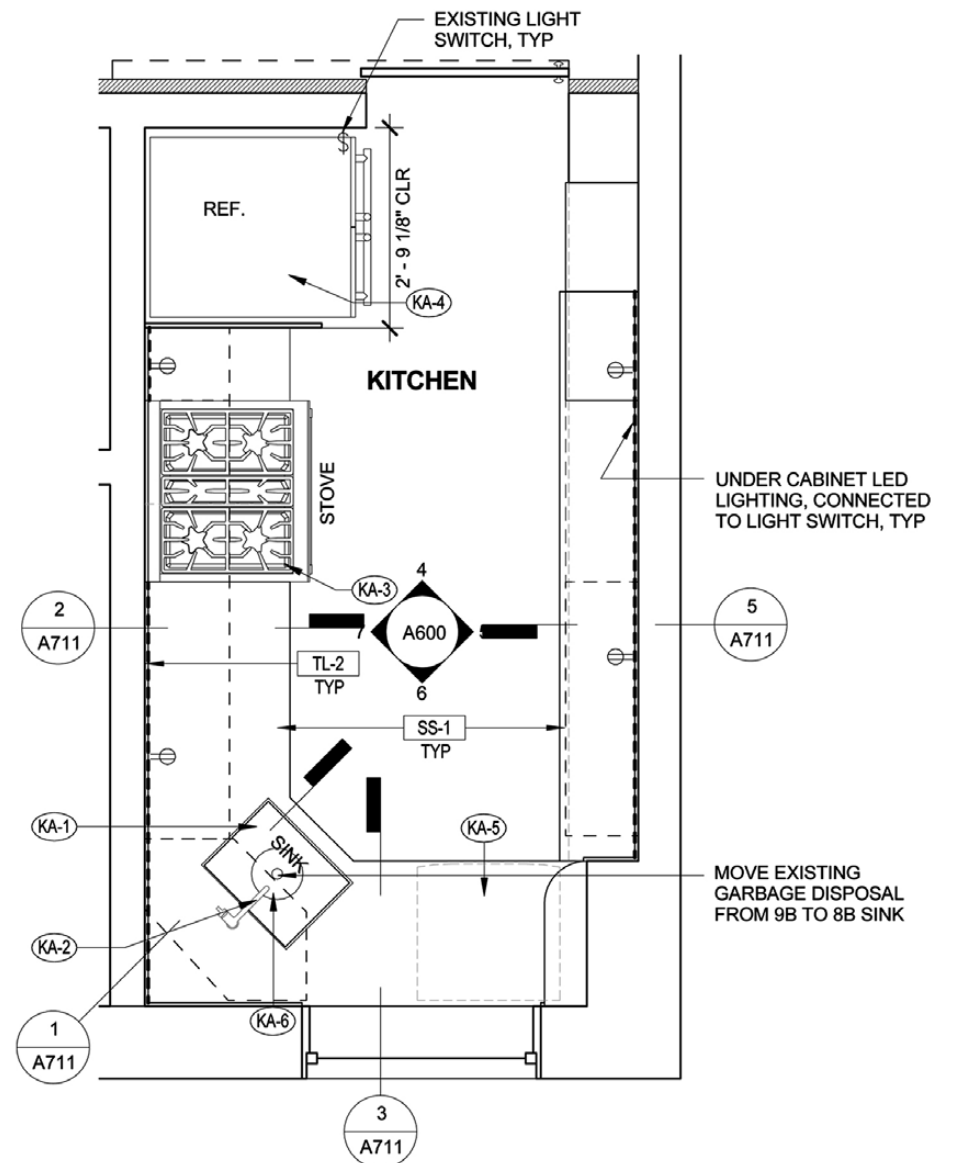 EXISTING LIGHT
SWITCH, TYP
$
REF.
2' - 9 1/8" CLR
KA-4
KITCHEN
STOVE
UNDER CABINET LED
LIGHTING, CONNECTED
TO LIGHT SWITCH, TYP
KA-3
4
2
A711
7
A600
5
A711
TL-2
TYP
6
SS-1
TYP
KA-1
SINK
KA-5
MOVE EXISTING
GARBAGE DISPOSAL
FROM 9B TO 8B SINK
KA-2
KA-6
1
A711
3
A711